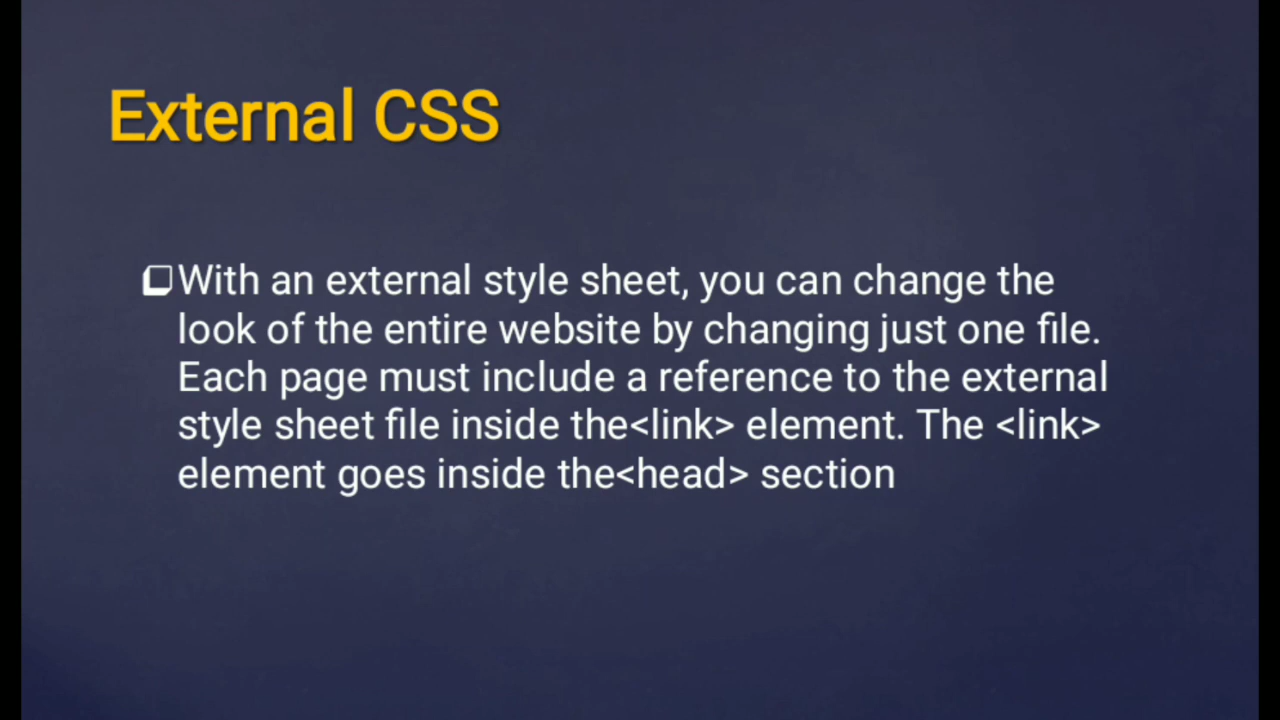 External CSS
With an external style sheet, you can change the
look of the entire website by changing just one file.
Each page must include a reference to the external
style sheet file inside the<link> element. The <link>
element goes inside the<head> section